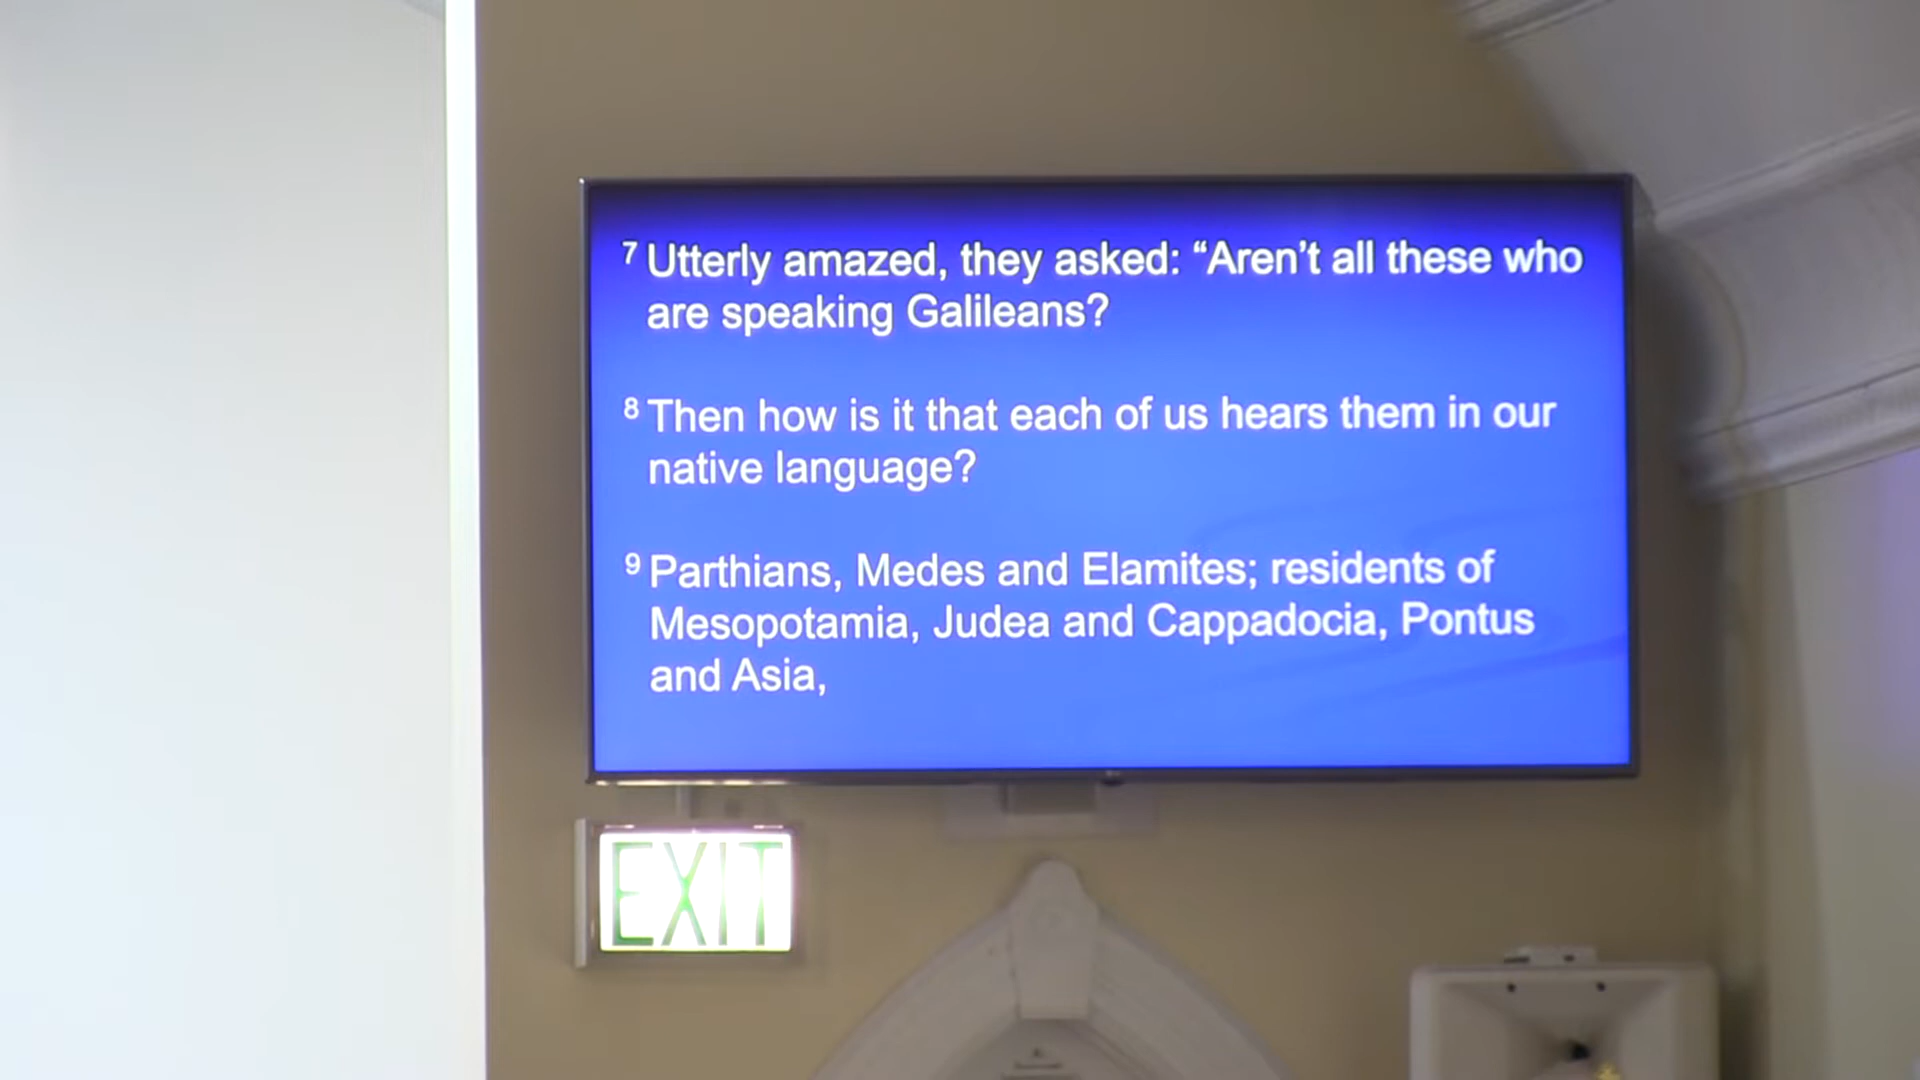 7 Utterly amazed, they asked: “Aren’t all these who
are speaking Galileans?
8 Then how is it that each of us hears them in our
native language?
9 Parthians, Medes and Elamites; residents of
Mesopotamia, Judea and Cappadocia, Pontus
and Asia,
EXIT